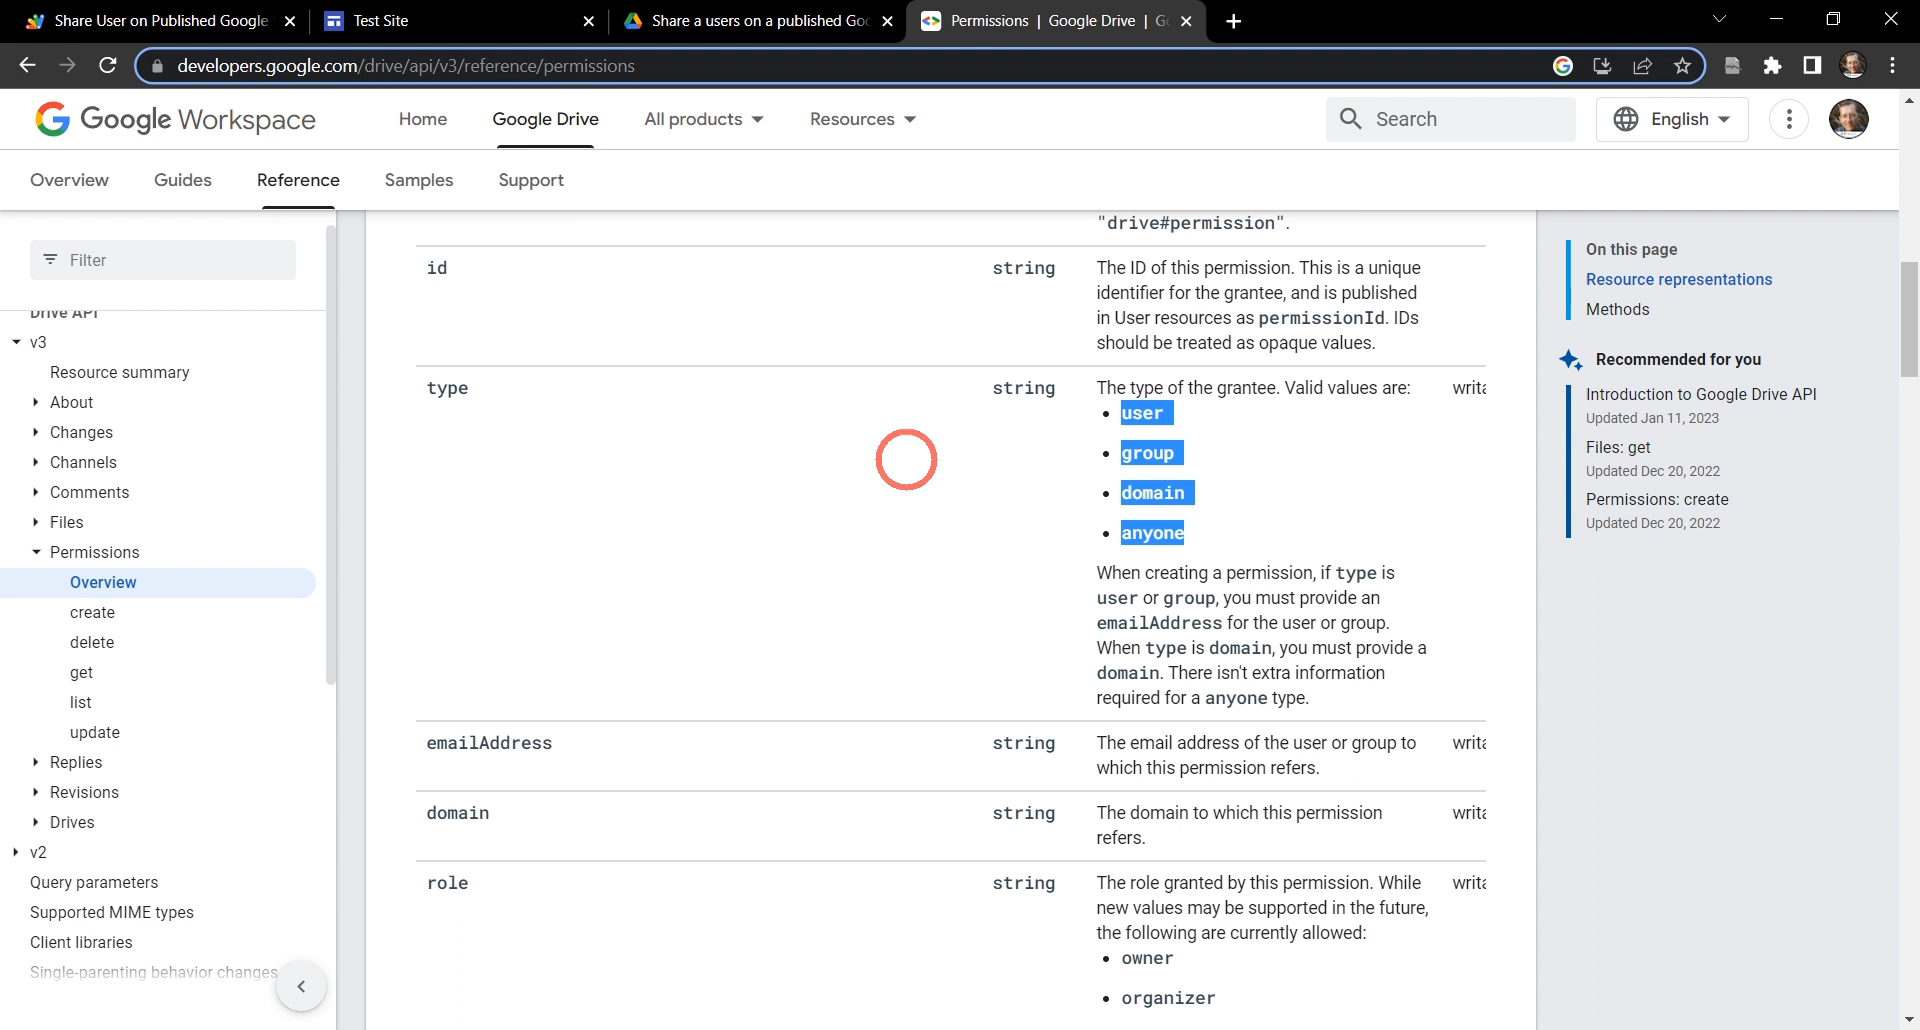 Share User on Published Google
Test Site
Share a users on a published Goo
Permissions | Google Drive | Go
developers.google.com/drive/api/v3/reference/permissions
Google Workspace
Home
Google Drive
All products
Resources
Search
English
Overview
Guides
Reference
Samples
Support
Filter
Drive API
v3
Resource summary
About
Changes
Channels
Comments
Files
Permissions
Overview
create
delete
get
list
update
Replies
Revisions
Drives
v2
Query parameters
Supported MIME types
Client libraries
Single-parenting behavior changes
"drive#permission".
id
string
The ID of this permission. This is a unique
identifier for the grantee, and is published
in User resources as permissionId. IDs
should be treated as opaque values.
type
string
The type of the grantee. Valid values are:
writa
• user
• group
• domain
• anyone
When creating a permission, if type is
user or group, you must provide an
emailAddress for the user or group.
When type is domain, you must provide a
domain. There isn't extra information
required for a anyone type.
emailAddress
string
The email address of the user or group to
which this permission refers.
writa
domain
string
The domain to which this permission
refers.
writa
role
string
The role granted by this permission. While
new values may be supported in the future,
the following are currently allowed:
writa
• owner
• organizer
On this page
Resource representations
Methods
Recommended for you
Introduction to Google Drive API
Updated Jan 11, 2023
Files: get
Updated Dec 20, 2022
Permissions: create
Updated Dec 20, 2022